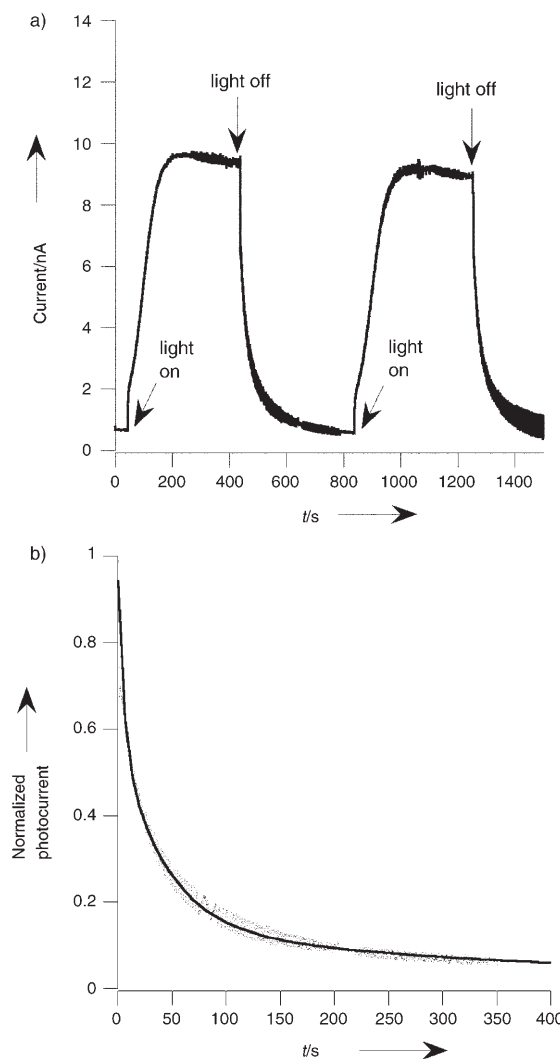 a)
14
12
10
8
6
4
2
0
Current/nA
light off
light off
light
on
light
on
0 200 400 600 800 1000 1200 1400
t/s
b)
1
0.8
0.6
0.4
0.2
0
Normalized
photocurrent
0 50 100 150 200 250 300 350 400
t/s